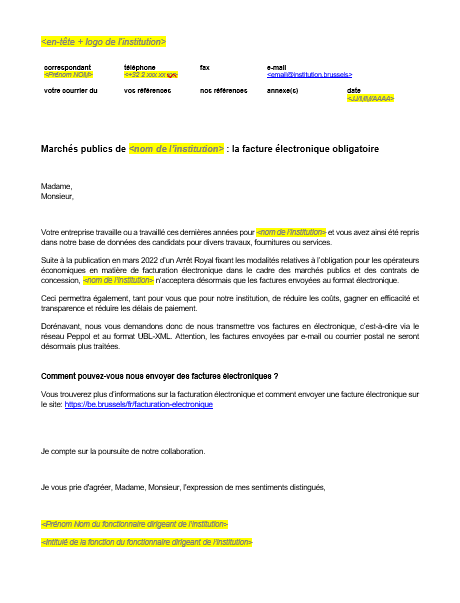 <en-tête + logo de l'institution>
correspondant téléphone fax e-mail
<Prénom NOM> <+32 2 xxx xx xx> <email@institution.brussels>
votre courrier du vos références nos références annexe(s) date
<JJ/MM/AAAA>
Marchés publics de <nom de l'institution> : la facture électronique obligatoire
Madame,
Monsieur,
Votre entreprise travaille ou a travaillé ces dernières années pour <nom de l'institution> et vous avez ainsi été repris
dans notre base de données des candidats pour divers travaux, fournitures ou services.
Suite à la publication en mars 2022 d'un Arrêt Royal fixant les modalités relatives à l'obligation pour les opérateurs
économiques en matière de facturation électronique dans le cadre des marchés publics et des contrats de
concession, <nom de l'institution> n'acceptera désormais que les factures envoyées au format électronique.
Ceci permettra également, tant pour vous que pour notre institution, de réduire les coûts, gagner en efficacité et
transparence et réduire les délais de paiement.
Dorénavant, nous vous demandons donc de nous transmettre vos factures en électronique, c'est-à-dire via le
réseau Peppol et au format UBL-XML. Attention, les factures envoyées par e-mail ou courrier postal ne seront
désormais plus traitées.
Comment pouvez-vous nous envoyer des factures électroniques ?
Vous trouverez plus d'informations sur la facturation électronique et comment envoyer une facture électronique sur
le site: https://be.brussels/fr/facturation-electronique
Je compte sur la poursuite de notre collaboration.
Je vous prie d'agréer, Madame, Monsieur, l'expression de mes sentiments distingués,
<Prénom Nom du fonctionnaire dirigeant de l'institution>
<Intitulé de la fonction du fonctionnaire dirigeant de l'institution>